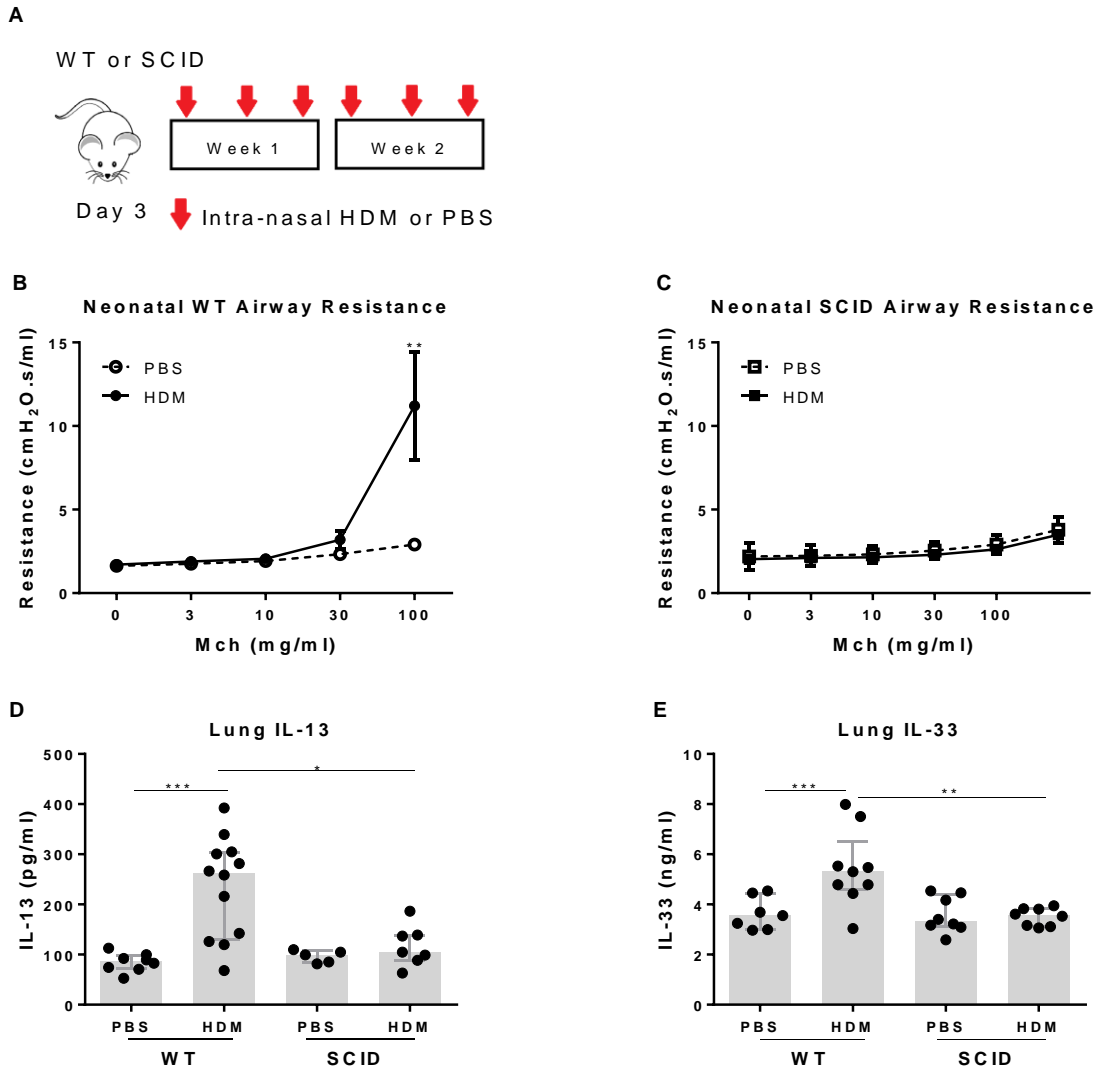 A
WT or SCID
Week 1
Week 2
Day 3
Intra-nasal HDM or PBS
B
Neonatal WT Airway Resistance
Resistance (cmH2O.s/ml)
15
10
5
0
PBS
HDM
**
0 3 10 30 100
Mch (mg/ml)
C
Neonatal SCID Airway Resistance
Resistance (cmH2O.s/ml)
15
10
5
0
PBS
HDM
0 3 10 30 100
Mch (mg/ml)
D
Lung IL-13
IL-13 (pg/ml)
500
400
300
200
100
0
***
*
PBS HDM PBS HDM
WT SCID
E
Lung IL-33
IL-33 (ng/ml)
10
8
6
4
2
0
***
**
PBS HDM PBS HDM
WT SCID